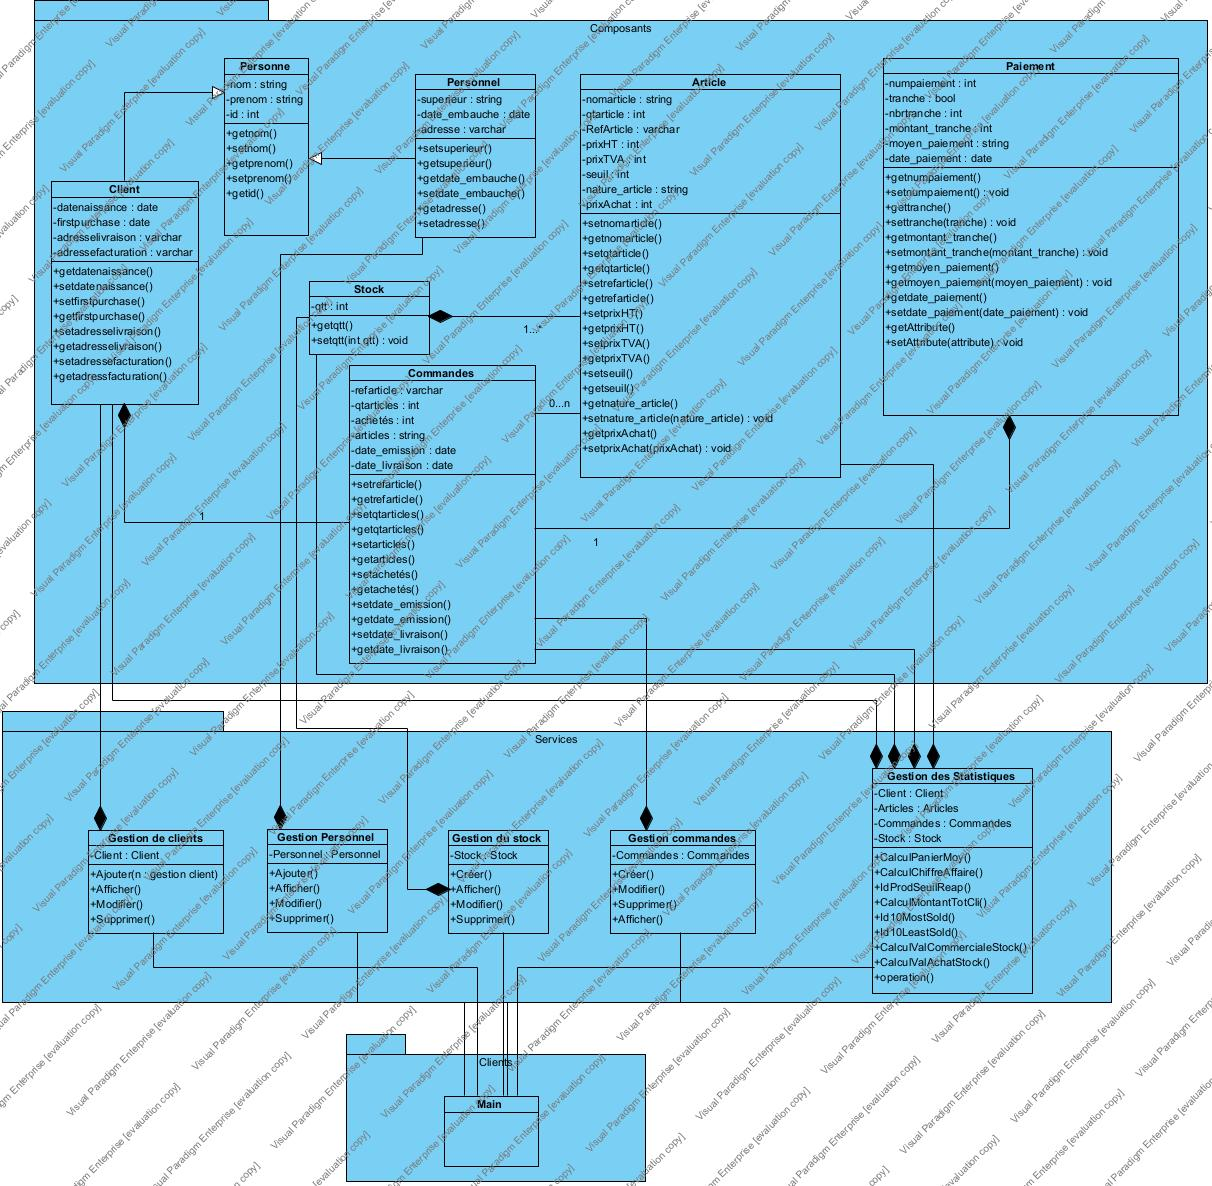 Composants
Personne
-nom : string
-prenom : string
-id : int
+getnom()
+setnom()
+getprenom()
+setprenom()
+getid()
Personnel
-superieur : string
-date_embauche : date
-adresse : varchar
+setsuperieur()
+getsuperieur()
+getdate_embauche()
+setdate_embauche()
+getadresse()
+setadresse()
Article
-nomarticle : string
-qtarticle : int
-RefArticle : varchar
-prixHT : int
-prixTVA : int
-seuil : int
-nature_article : string
-prixAchat : int
+setnomarticle()
+getnomarticle()
+setqtarticle()
+getqtarticle()
+setrefarticle()
+getrefarticle()
+setprixHT()
+getprixHT()
+setprixTVA()
+getprixTVA()
+setseuil()
+getseuil()
+getnature_article()
+setnature_article(nature_article) : void
+getprixAchat()
+setprixAchat(prixAchat) : void
Paiement
-numpaiement : int
-tranche : bool
-nbrtranche : int
-montant_tranche : int
-moyen_paiement : string
-date_paiement : date
+getnumpaiement()
+setnumpaiement() : void
+gettranche()
+settranche(tranche) : void
+getmontant_tranche()
+setmontant_tranche(montant_tranche) : void
+getmoyen_paiement()
+getmoyen_paiement(moyen_paiement) : void
+getdate_paiement()
+setdate_paiement(date_paiement) : void
+getAttribute()
+setAttribute(attribute) : void
Client
-datenaissance : date
-firstpurchase : date
-adresselivraison : varchar
-adressefacturation : varchar
+getdatenaissance()
+setdatenaissance()
+setfirstpurchase()
+getfirstpurchase()
+setadresselivraison()
+getadresselivraison()
+setadressefacturation()
+getadressfacturation()
Stock
-qtt : int
+getqtt()
+setqtt(int qtt) : void
1...*
Commandes
-refarticle : varchar
-qtarticles : int
-achetés : int
-articles : string
-date_emission : date
-date_livraison : date
+setrefarticle()
+getrefarticle()
+setqtarticles()
+getqtarticles()
+setarticles()
+getarticles()
+setachetés()
+getachetés()
+setdate_emission()
+getdate_emission()
+setdate_livraison()
+getdate_livraison()
0...n
1
1
Services
Gestion de clients
-Client : Client
+Ajouter(n : gestion client)
+Afficher()
+Modifier()
+Supprimer()
Gestion Personnel
-Personnel : Personnel
+Ajouter()
+Afficher()
+Modifier()
+Supprimer()
Gestion du stock
-Stock : Stock
+Créer()
+Afficher()
+Modifier()
+Supprimer()
Gestion commandes
-Commandes : Commandes
+Créer()
+Modifier()
+Supprimer()
+Afficher()
Gestion des Statistiques
-Client : Client
-Articles : Articles
-Commandes : Commandes
-Stock : Stock
+CalculPanierMoy()
+CalculChiffreAffaire()
+IdProdSeuilReap()
+CalculMontantTotCli()
+Id10MostSold()
+Id10LeastSold()
+CalculValCommercialeStock()
+CalculValAchatStock()
+operation()
Clients
Main
Visual Paradigm Enterprise [evaluation copy]